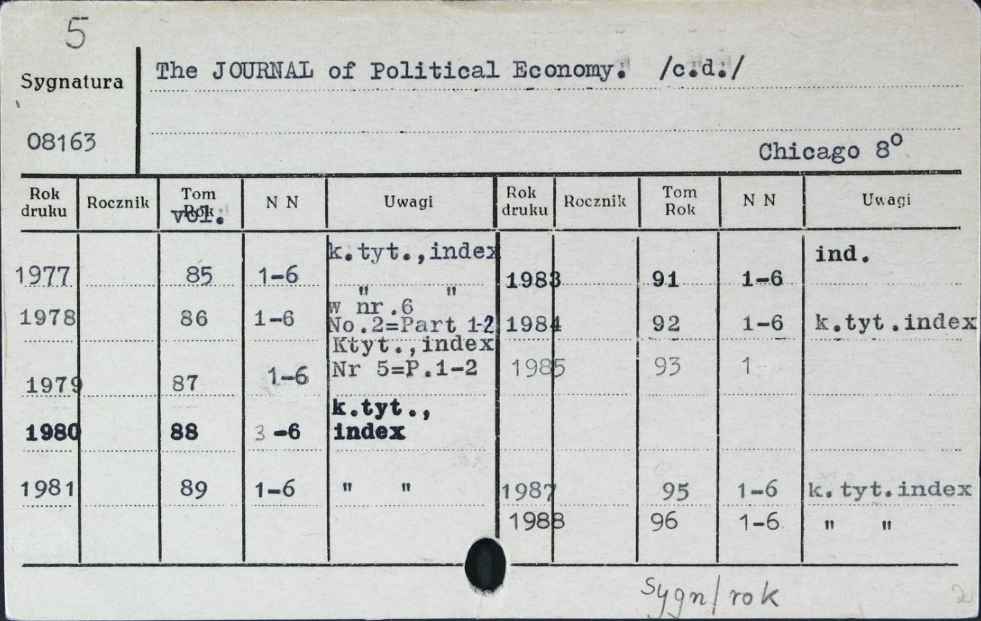 5
Sygnatura
The JOURNAL of Political Economy. /c.d./
08163
Chicago 8o
Rok druku Rocznik Tom Rok vol. N N Uwagi Rok druku Rocznik Tom Rok N N Uwagi
k.tyt.,index ind.
1977 85 1-6 1983 91 1-6
" "
w nr.6
1978 86 1-6 No.2=Part 1-2 1984 92 1-6 k.tyt.index
Ktyt.,index
1979 87 1-6 Nr 5=P.1-2 1985 93 1
k.tyt.,
1980 88 3-6 index
1981 89 1-6 " " 1987 95 1-6 k.tyt.index
1988 96 1-6 " "
Sygn/rok
2